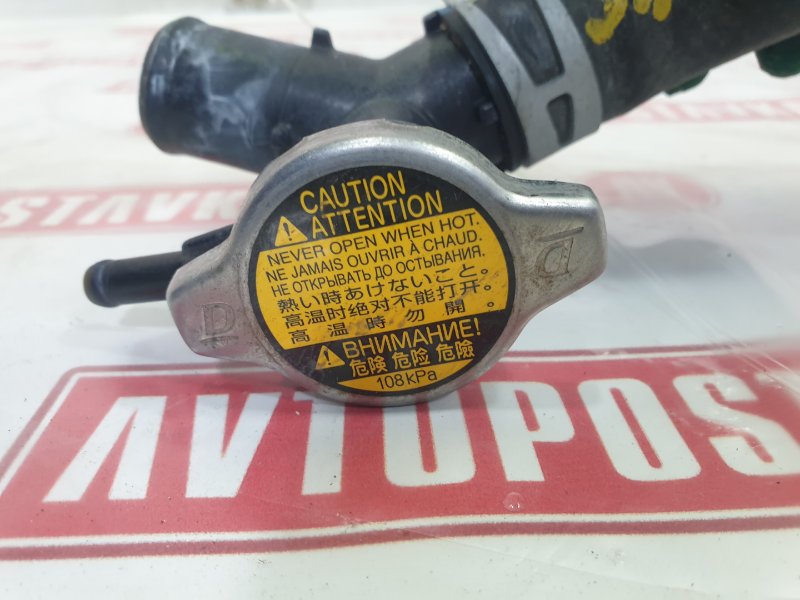 CAUTION
ATTENTION
NEVER OPEN WHEN HOT.
NE JAMAIS OUVRIR À CHAUD.
НЕ ОТКРЫВАТЬ ДО ОСТЫВАНИЯ.
熱い時あけないこと。
高温时绝对不能打开。
高温時勿開。
ВНИМАНИЕ!
危険 危险 危險
108kPa
D
D
STAVK
AVTOPOS